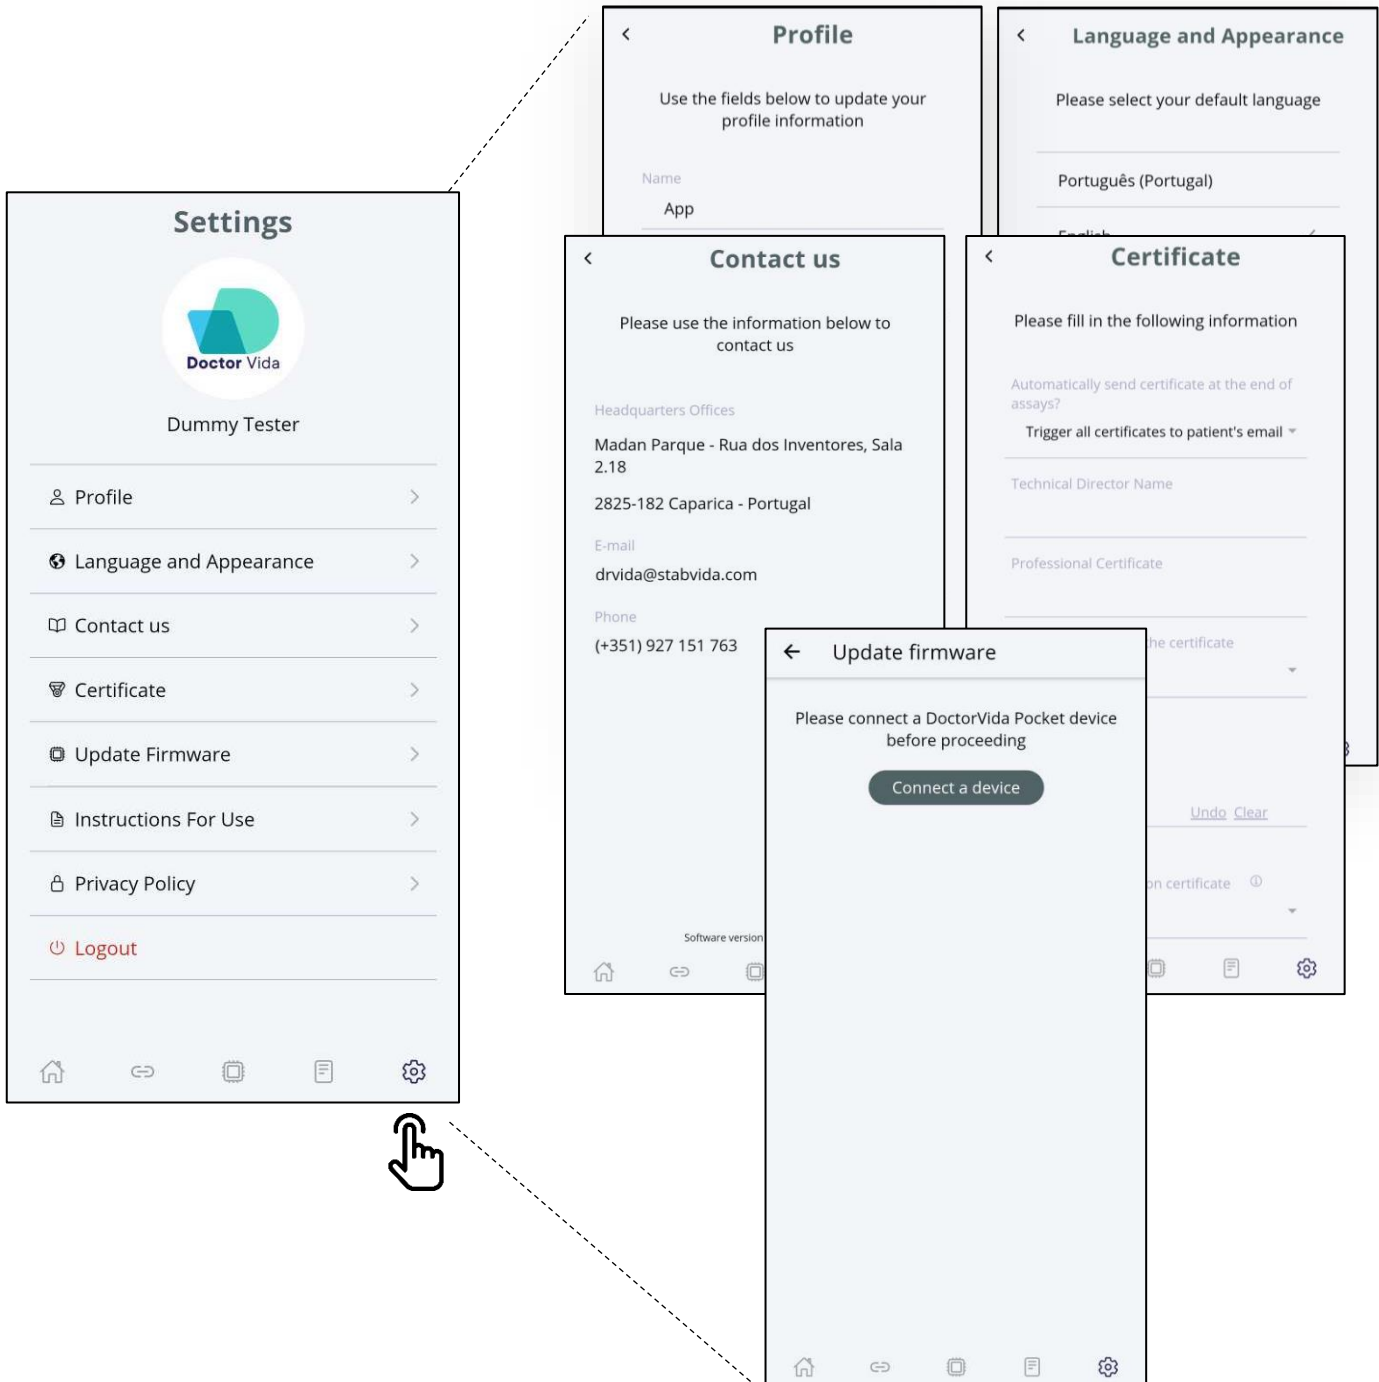 Settings
Doctor Vida
Dummy Tester
Profile
Language and Appearance
Contact us
Certificate
Update Firmware
Instructions For Use
Privacy Policy
Logout
Profile
Use the fields below to update your
profile information
Name
App
Language and Appearance
Please select your default language
Português (Portugal)
English
Contact us
Please use the information below to
contact us
Headquarters Offices
Madan Parque - Rua dos Inventores, Sala
2.18
2825-182 Caparica - Portugal
E-mail
drvida@stabvida.com
Phone
(+351) 927 151 763
Software version
Certificate
Please fill in the following information
Automatically send certificate at the end of
assays?
Trigger all certificates to patient's email
Technical Director Name
Professional Certificate
certificate
Undo Clear
on certificate
Update firmware
Please connect a DoctorVida Pocket device
before proceeding
Connect a device